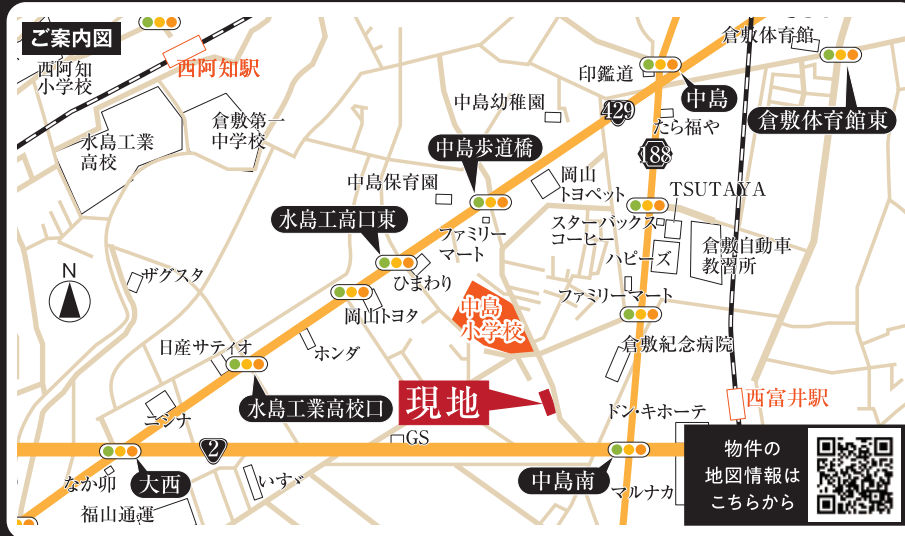 ご案内図
倉敷体育館
西阿知
小学校
西阿知駅
印鑑道
中島
倉敷体育館東
中島幼稚園
429
たら福や
水島工業
高校
倉敷第一
中学校
中島歩道橋
188
岡山
トヨペット
TSUTAYA
中島保育園
水島工高口東
ファミリー
マート
スターバックス
コーヒー
ハピーズ
倉敷自動車
教習所
N
ザグスタ
ひまわり
ファミリーマート
岡山トヨタ
中島
小学校
日産サティオ
ホンダ
倉敷紀念病院
水島工業高校口
現地
西富井駅
ニシナ
ドン・キホーテ
GS
2
なか卯
大西
いすゞ
中島南
マルナカ
福山通運
物件の
地図情報は
こちらから